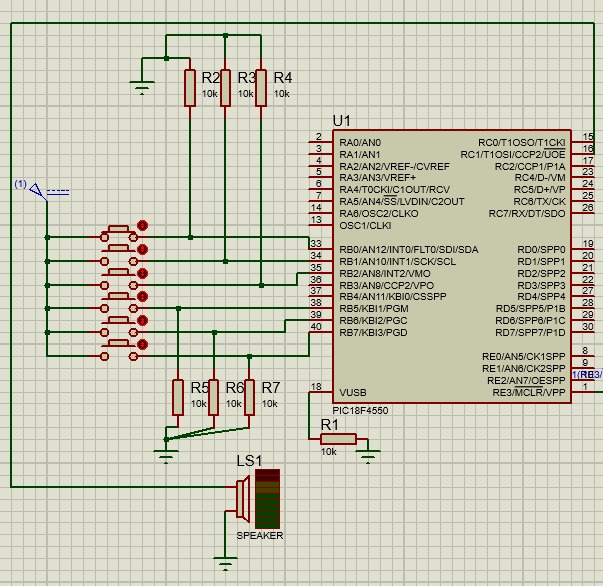 R2
10k
R3
10k
R4
10k
U1
2 RA0/AN0
3 RA1/AN1
4 RA2/AN2/VREF-/CVREF
5 RA3/AN3/VREF+
6 RA4/T0CKI/C1OUT/RCV
7 RA5/AN4/SS/LVDIN/C2OUT
14 RA6/OSC2/CLKO
13 OSC1/CLKI
33 RB0/AN12/INT0/FLT0/SDI/SDA
34 RB1/AN10/INT1/SCK/SCL
35 RB2/AN8/INT2/VMO
36 RB3/AN9/CCP2/VPO
37 RB4/AN11/KBI0/CSSPP
38 RB5/KBI1/PGM
39 RB6/KBI2/PGC
40 RB7/KBI3/PGD
18 VUSB
RC0/T1OSO/T1CKI 15
RC1/T1OSI/CCP2/UOE 16
RC2/CCP1/P1A 17
RC4/D-/VM 23
RC5/D+/VP 24
RC6/TX/CK 25
RC7/RX/DT/SDO 26
RD0/SPP0 19
RD1/SPP1 20
RD2/SPP2 21
RD3/SPP3 22
RD4/SPP4 27
RD5/SPP5/P1B 28
RD6/SPP6/P1C 29
RD7/SPP7/P1D 30
RE0/AN5/CK1SPP 8
RE1/AN6/CK2SPP 9
RE2/AN7/OESPP
RE3/MCLR/VPP 1
PIC18F4550
(1)
R5
10k
R6
10k
R7
10k
R1
10k
LS1
SPEAKER